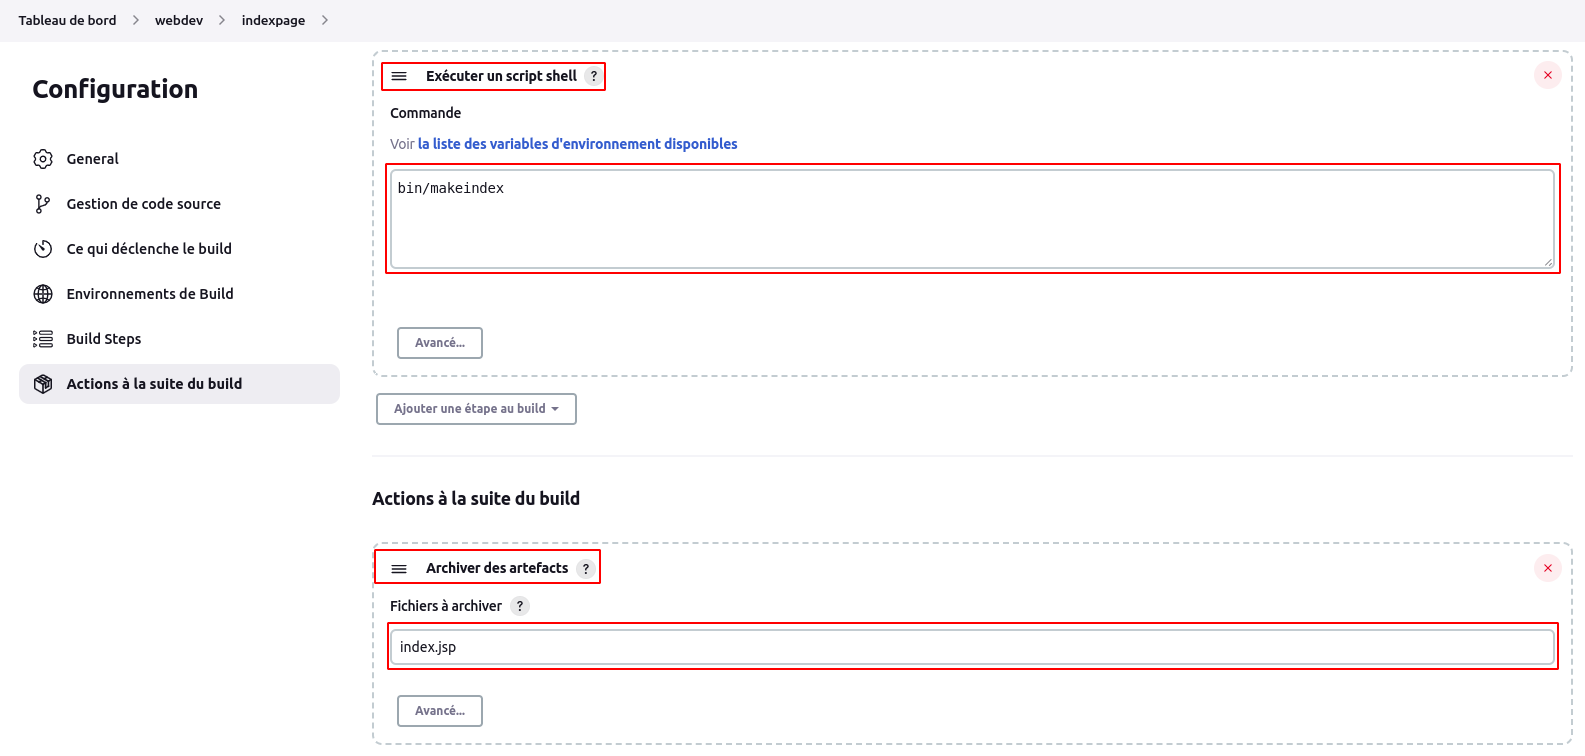 Tableau de bord > webdev > indexpage >
Configuration
General
Gestion de code source
Ce qui déclenche le build
Environnements de Build
Build Steps
Actions à la suite du build
Exécuter un script shell ?
Commande
Voir la liste des variables d'environnement disponibles
bin/makeindex
Avancé...
Ajouter une étape au build
Actions à la suite du build
Archiver des artefacts ?
Fichiers à archiver ?
index.jsp
Avancé...